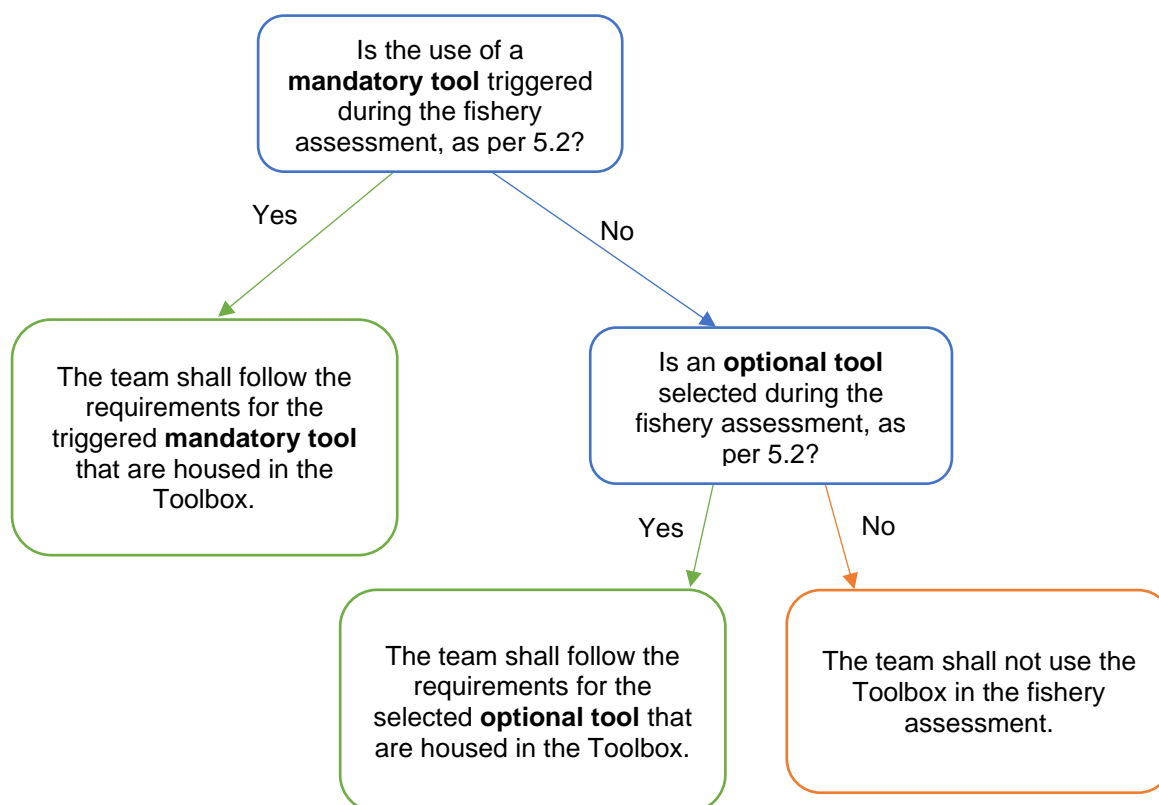 Is the use of a
mandatory tool triggered
during the fishery
assessment, as per 5.2?
Yes
No
The team shall follow the
requirements for the
triggered mandatory tool
that are housed in the
Toolbox.
Is an optional tool
selected during the
fishery assessment, as
per 5.2?
Yes
No
The team shall follow the
requirements for the
selected optional tool that
are housed in the Toolbox.
The team shall not use the
Toolbox in the fishery
assessment.